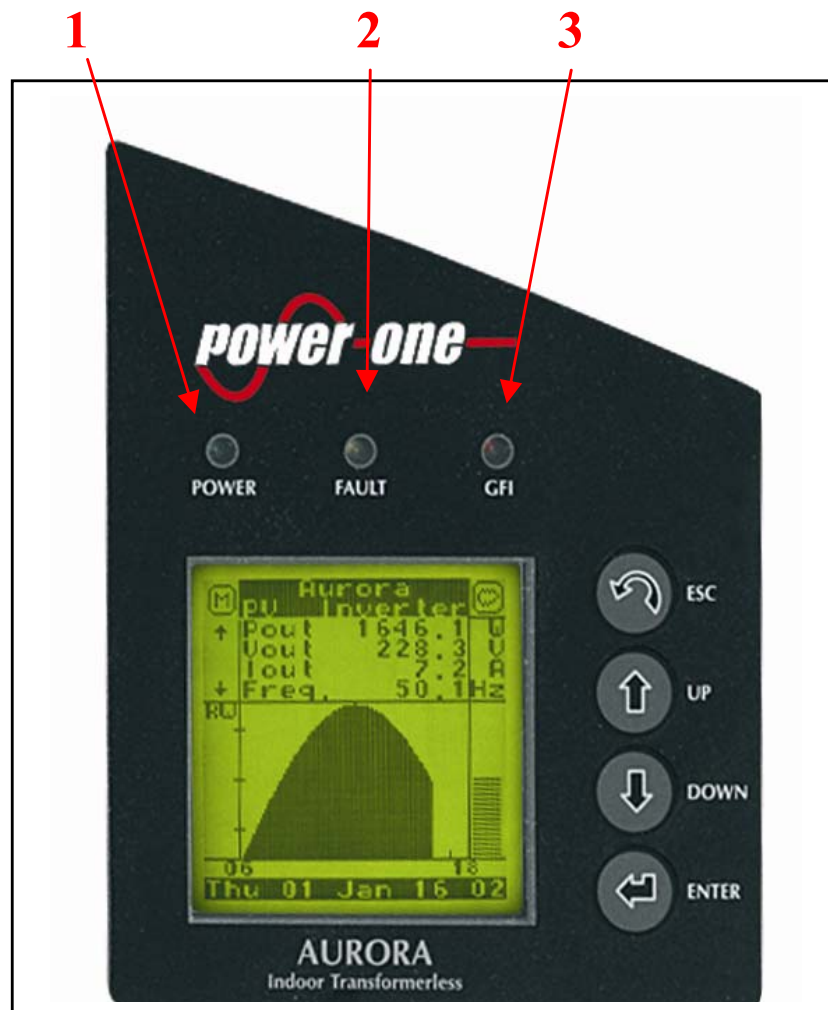 1 2 3
power-one
POWER FAULT GFI
Aurora
M PV Inverter
Pout 1646.1 W
Vout 228.3 V
Iout 7.2 A
Freq. 50.1 Hz
ESC
UP
DOWN
ENTER
06 18
Thu 01 Jan 16 02
AURORA
Indoor Transformerless